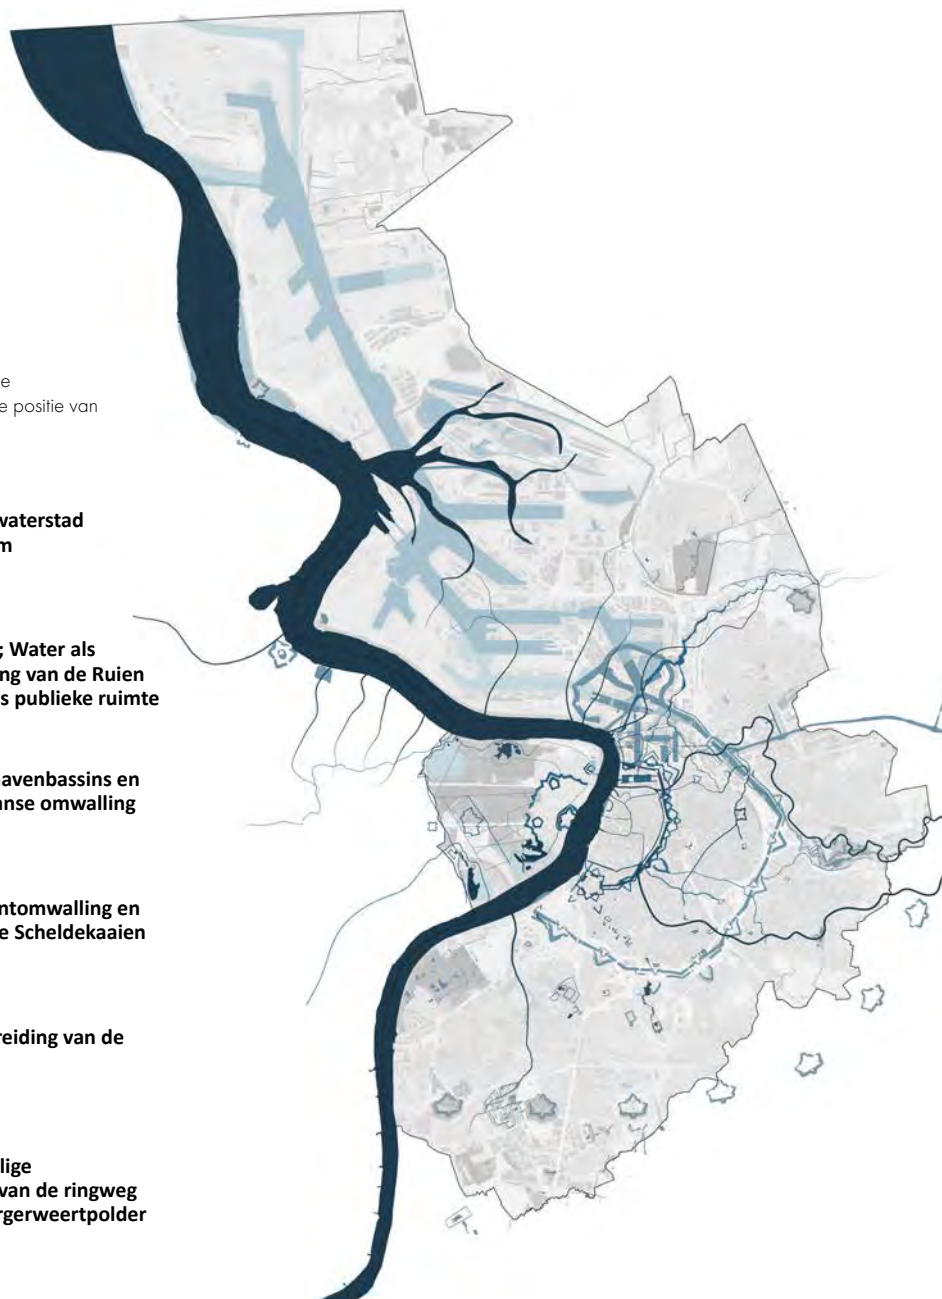 e
e positie van
waterstad
m
; Water als
ng van de Ruien
s publieke ruimte
havenbassins en
anse omwalling
ntomwalling en
e Scheldekaaien
reiding van de
lige
van de ringweg
rgerweertpolder